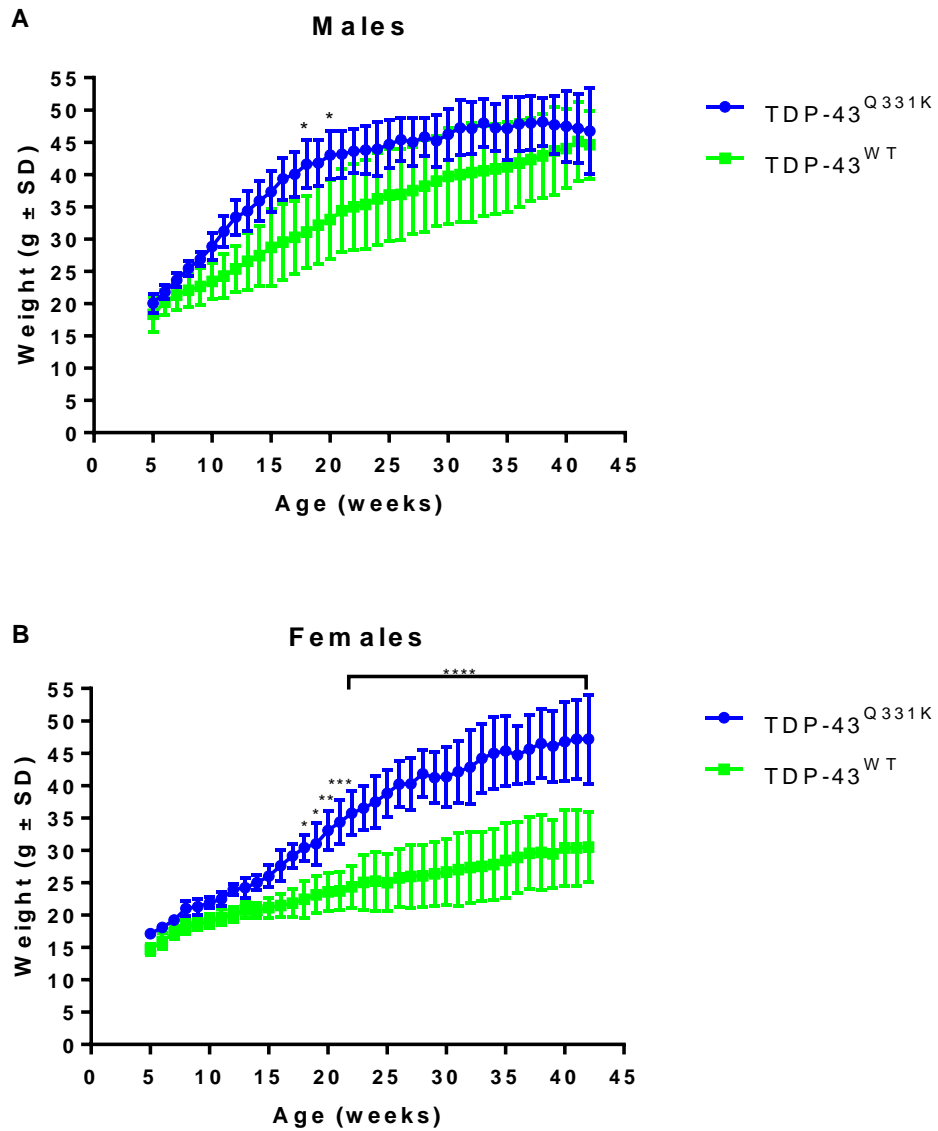 A
Males
55
50
45
40
35
30
25
20
15
10
5
0
Weight (g ± SD)
* *
0 5 10 15 20 25 30 35 40 45
Age (weeks)
TDP-43Q331K
TDP-43WT
B
Females
****
55
50
45
40
35
30
25
20
15
10
5
0
Weight (g ± SD)
***
**
*
*
0 5 10 15 20 25 30 35 40 45
Age (weeks)
TDP-43Q331K
TDP-43WT